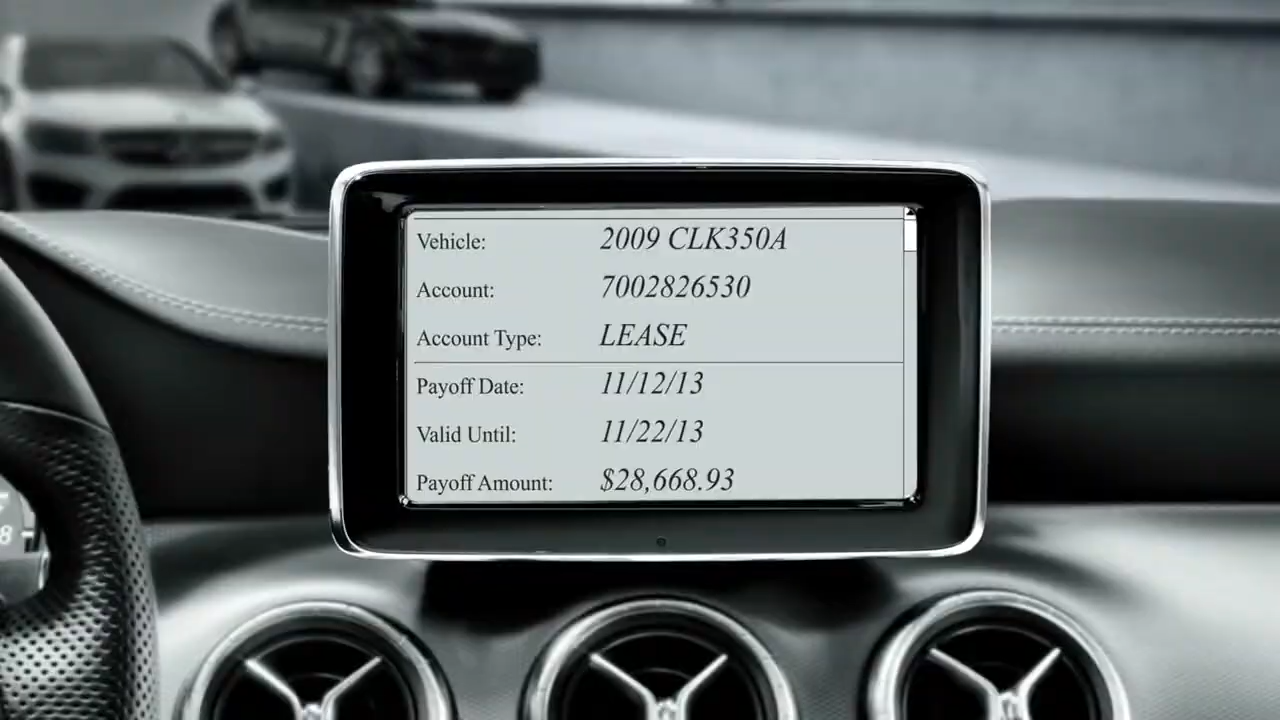 Vehicle: 2009 CLK350A
Account: 7002826530
Account Type: LEASE
Payoff Date: 11/12/13
Valid Until: 11/22/13
Payoff Amount: $28,668.93
8